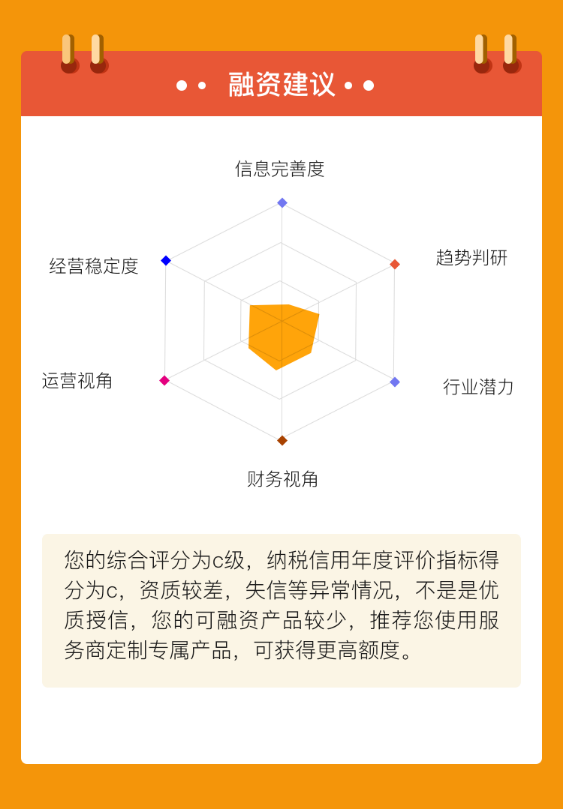 融资建议
信息完善度
趋势判研
经营稳定度
运营视角
行业潜力
财务视角
您的综合评分为c级，纳税信用年度评价指标得
分为c，资质较差，失信等异常情况，不是是优
质授信，您的可融资产品较少，推荐您使用服
务商定制专属产品，可获得更高额度。